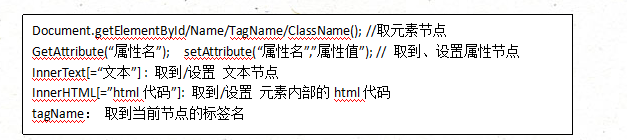 Document.getElementById/Name/TagName/ClassName(); //取元素节点
GetAttribute(“属性名”); setAttribute(“属性名”,”属性值”); // 取到、设置属性节点
InnerText[=“文本”] : 取到/设置 文本节点
InnerHTML[=”html 代码”]: 取到/设置 元素内部的 html 代码
tagName： 取到当前节点的标签名